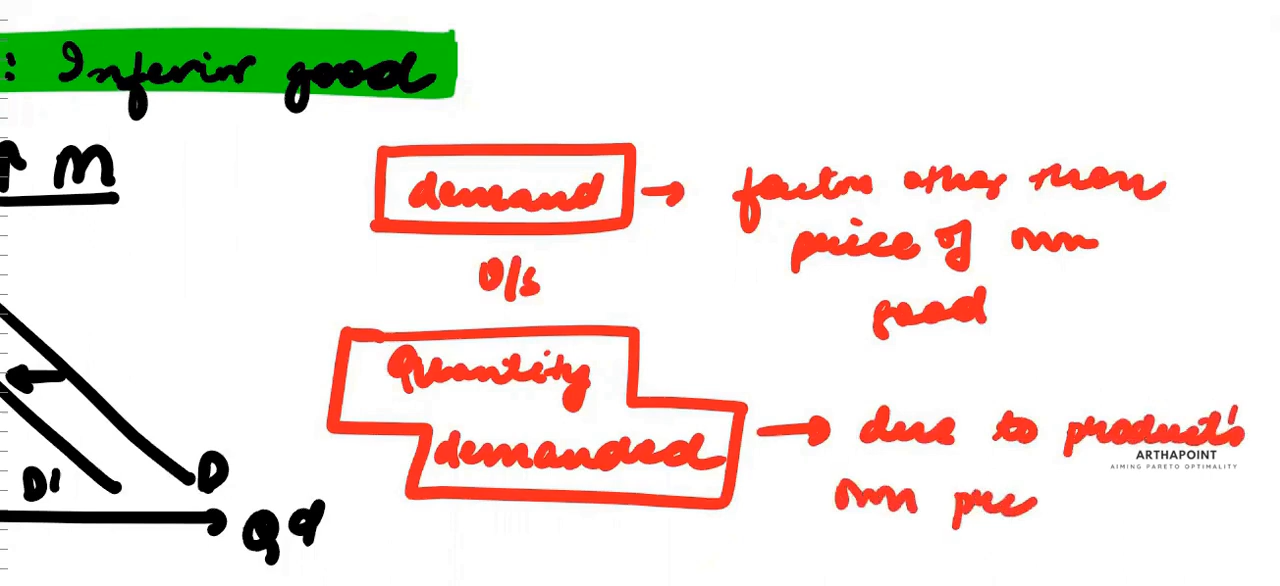 : Inferior good
↑ M
demand → factors other than
price of own
good
D/s
Quantity
demanded → due to product's
own price
ARTHAPOINT
AIMING PARETO OPTIMALITY
D' D
Qd